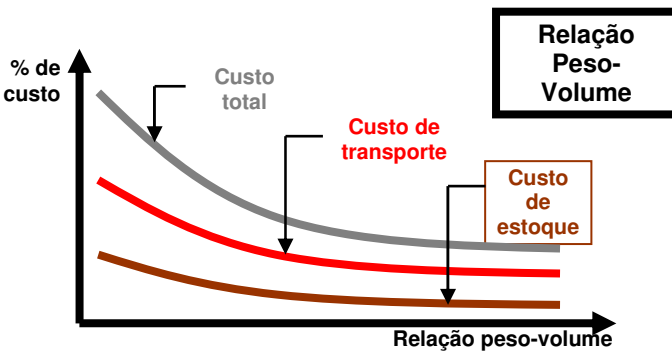 Relação
Peso-
Volume
% de
custo
Custo
total
Custo de
transporte
Custo
de
estoque
Relação peso-volume